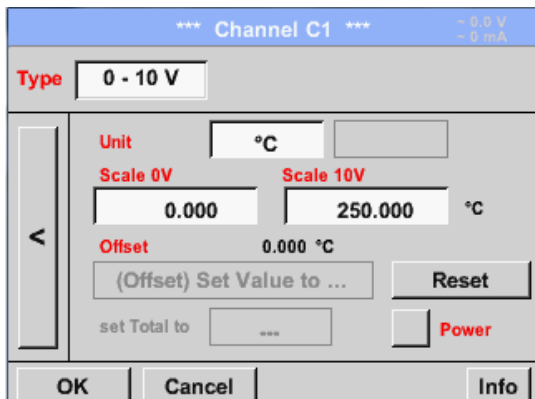 *** Channel C1 ***
~ 0.0 V
~ 0 mA
Type 0 - 10 V
Unit °C
Scale 0V Scale 10V
0.000 250.000 °C
<
Offset 0.000 °C
(Offset) Set Value to ... Reset
set Total to --- Power
OK Cancel Info